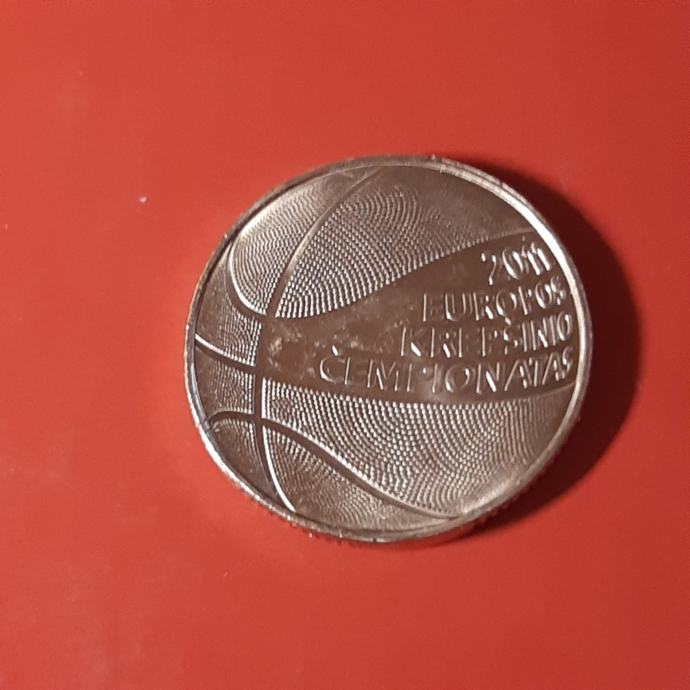 2011
EUROPOS
KREPŠINIO
ČEMPIONATAS